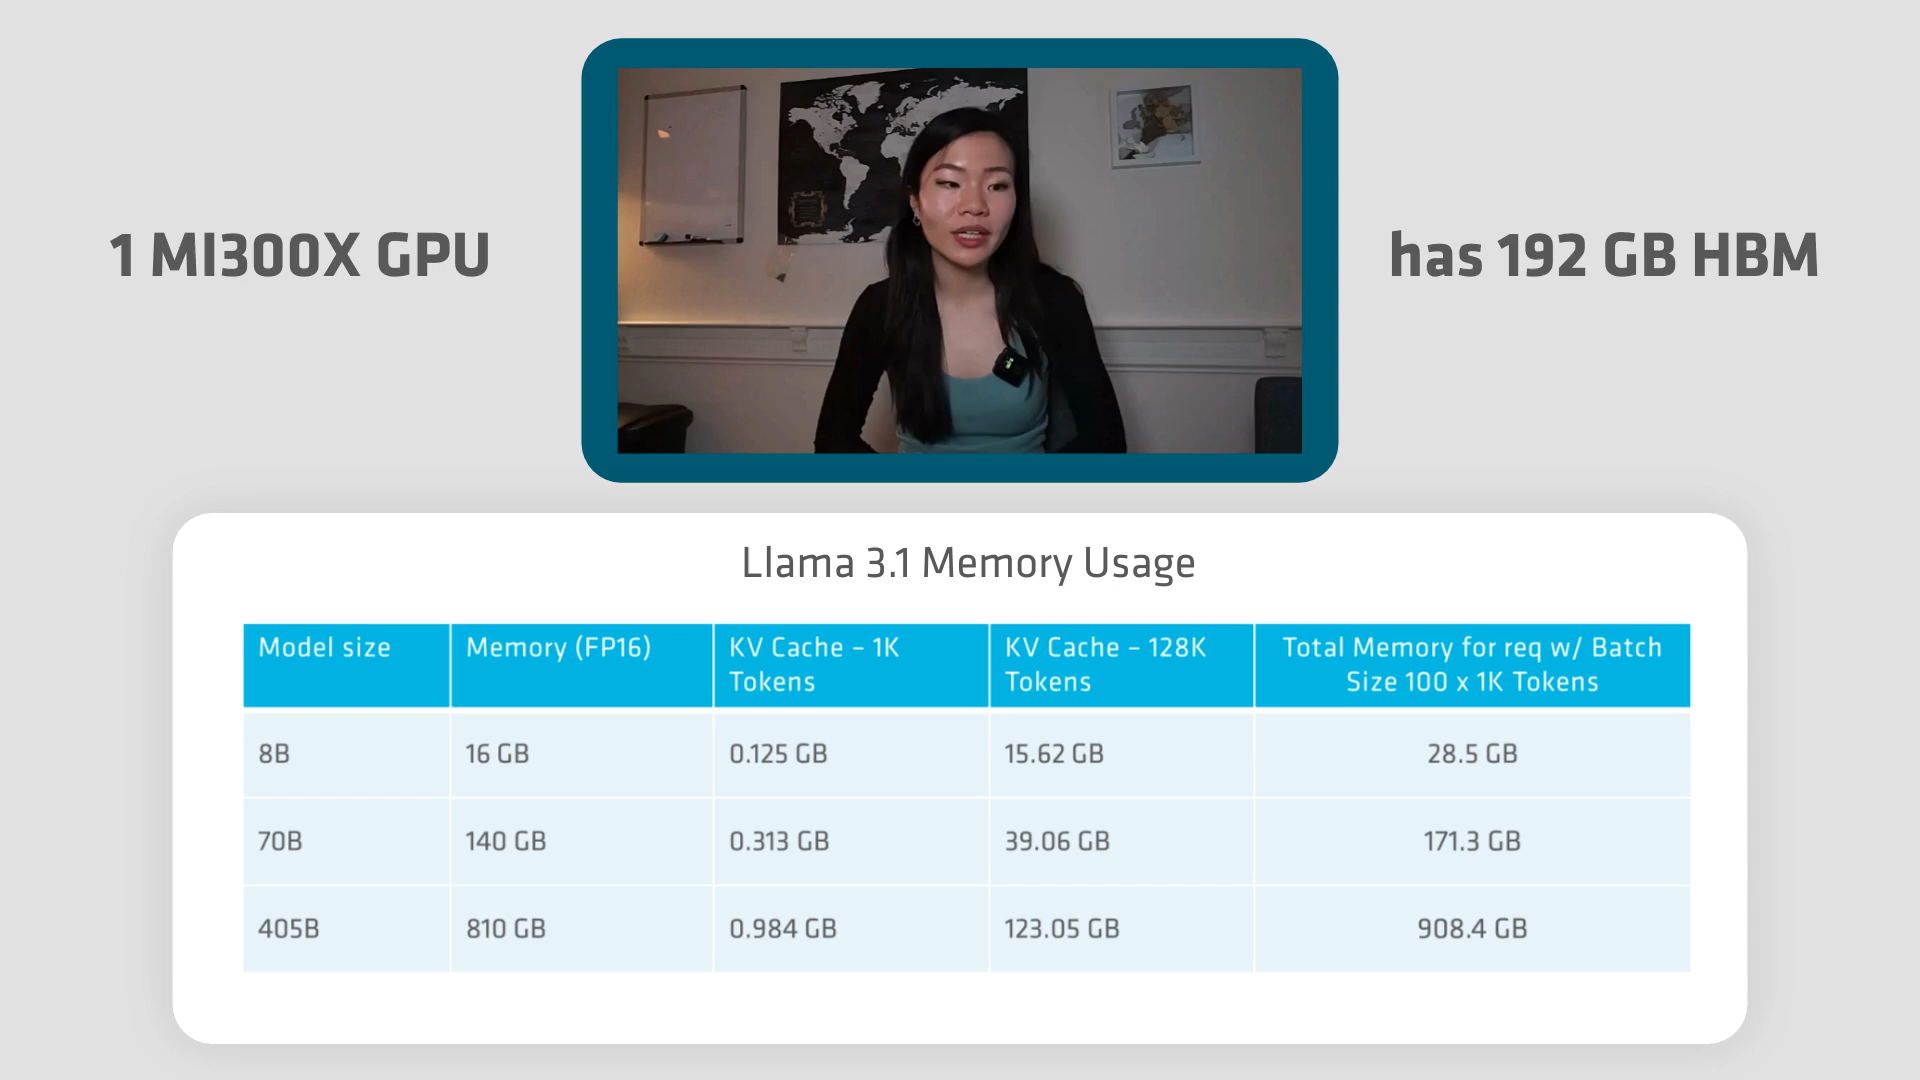 1 MI300X GPU
has 192 GB HBM
Llama 3.1 Memory Usage
Model size
Memory (FP16)
KV Cache – 1K
Tokens
KV Cache – 128K
Tokens
Total Memory for req w/ Batch
Size 100 x 1K Tokens
8B
16 GB
0.125 GB
15.62 GB
28.5 GB
70B
140 GB
0.313 GB
39.06 GB
171.3 GB
405B
810 GB
0.984 GB
123.05 GB
908.4 GB